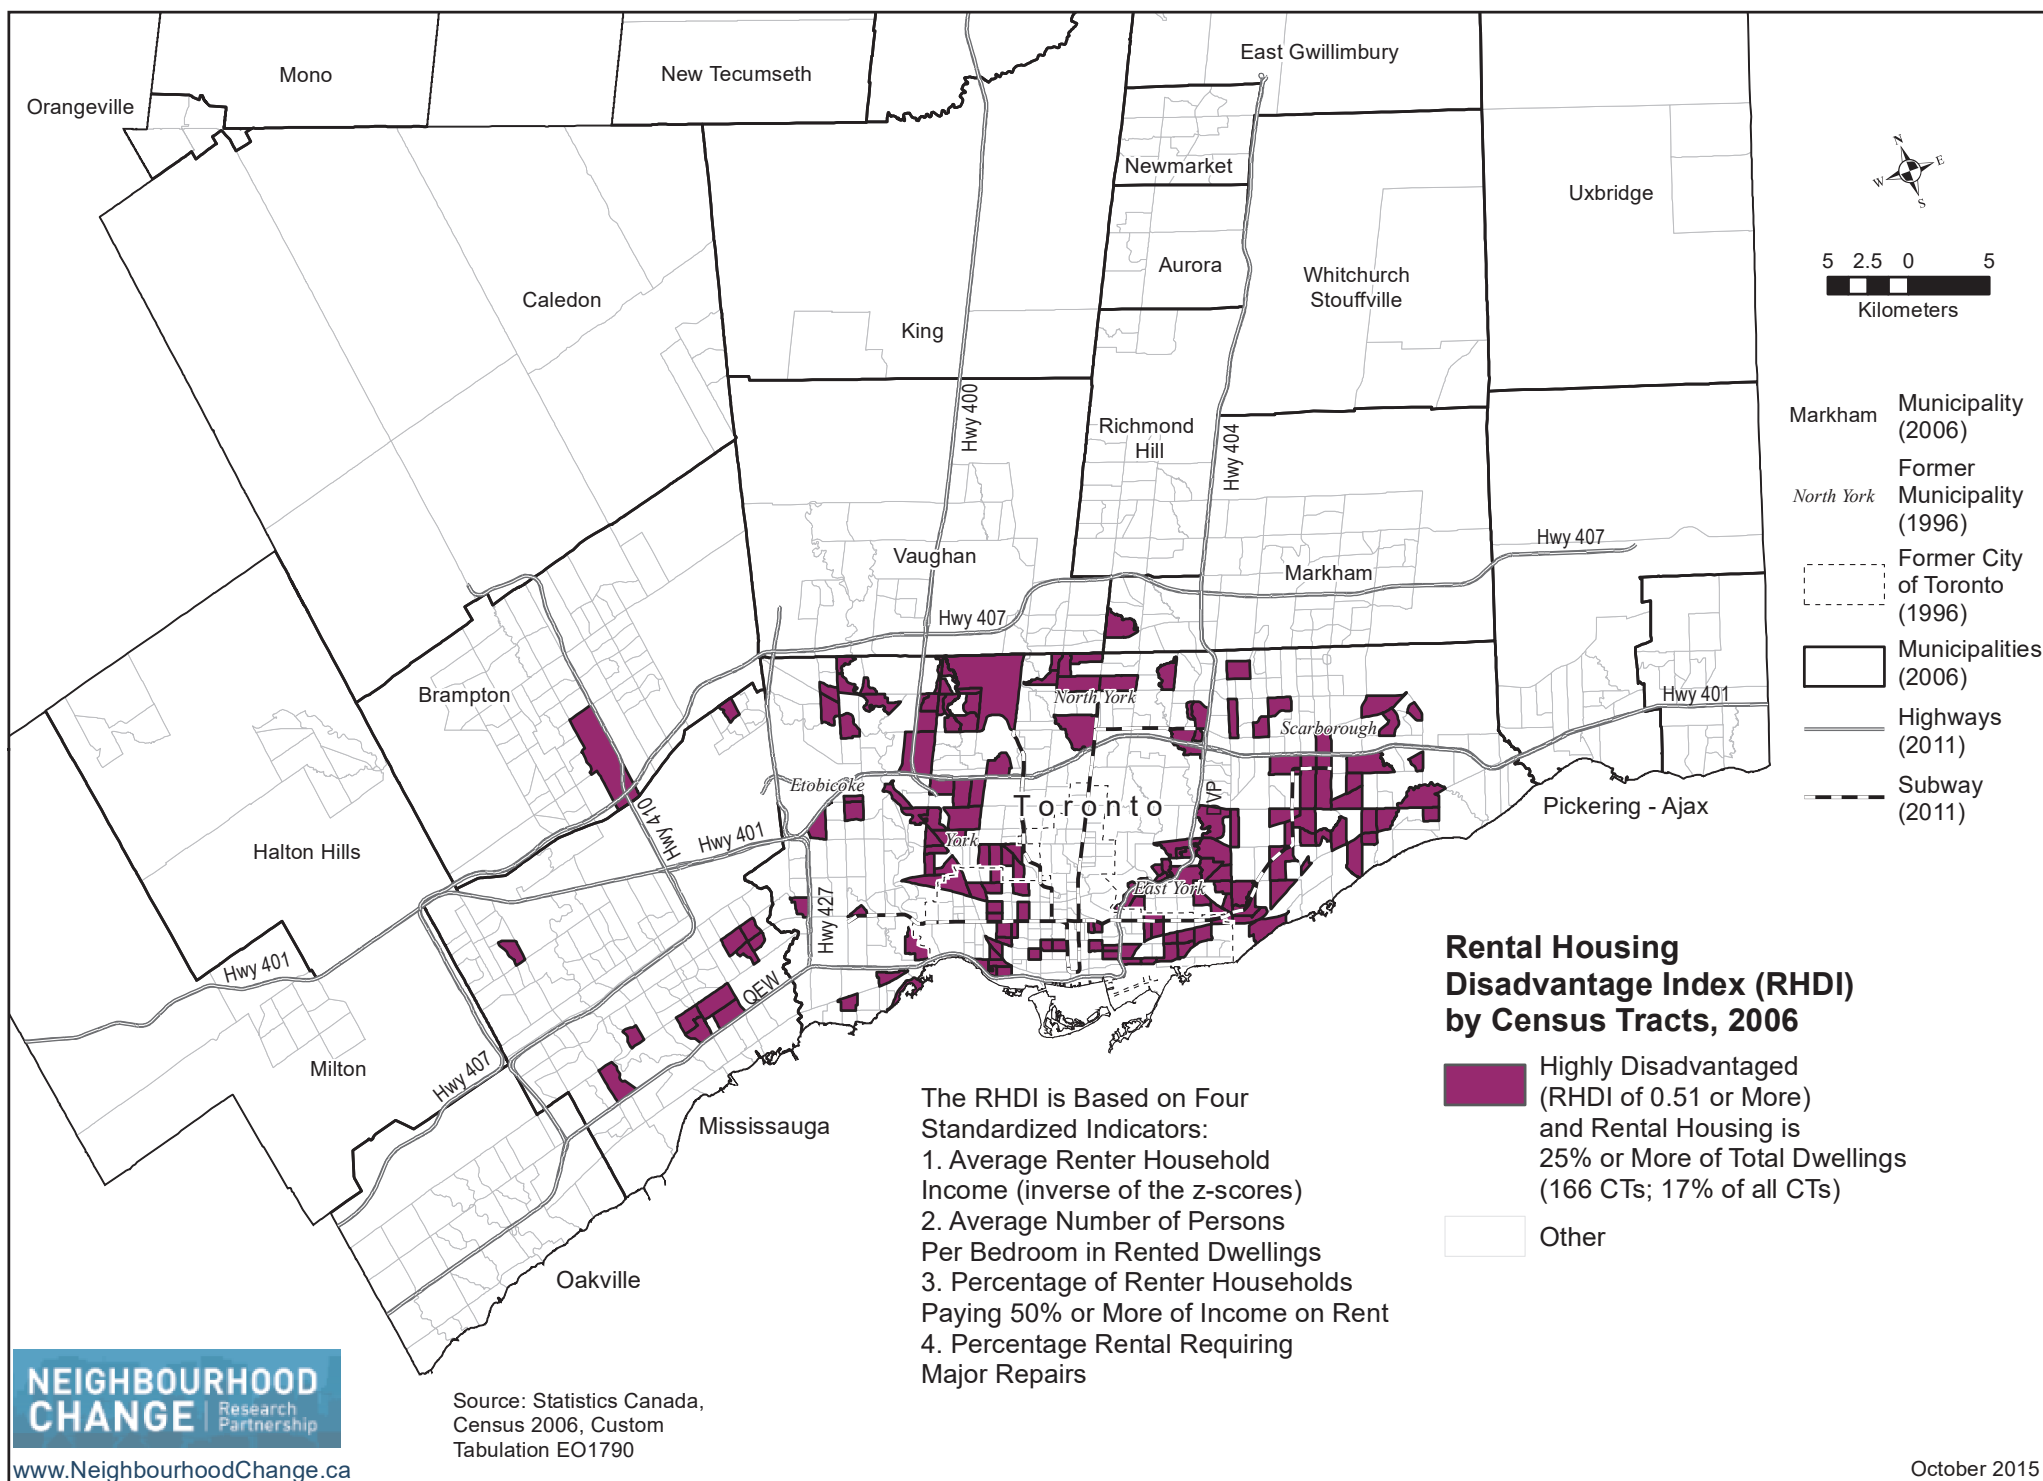 Mono
New Tecumseth
East Gwillimbury
Orangeville
Newmarket
Uxbridge
N
E
W
S
Caledon
King
Aurora
Whitchurch
Stouffville
5 2.5 0 5
Kilometers
Hwy 400
Richmond
Hill
Hwy 404
Vaughan
Markham
Hwy 407
Hwy 407
Markham
Municipality
(2006)
North York
Former
Municipality
(1996)
Former City
of Toronto
(1996)
Municipalities
(2006)
Highways
(2011)
Subway
(2011)
Brampton
North York
Scarborough
Hwy 401
Etobicoke
Toronto
DVP
Pickering - Ajax
Hwy 410
Hwy 401
York
East York
Halton Hills
Hwy 427
Hwy 401
QEW
Milton
Hwy 407
Mississauga
Oakville
Rental Housing
Disadvantage Index (RHDI)
by Census Tracts, 2006
Highly Disadvantaged
(RHDI of 0.51 or More)
and Rental Housing is
25% or More of Total Dwellings
(166 CTs; 17% of all CTs)
Other
The RHDI is Based on Four
Standardized Indicators:
1. Average Renter Household
Income (inverse of the z-scores)
2. Average Number of Persons
Per Bedroom in Rented Dwellings
3. Percentage of Renter Households
Paying 50% or More of Income on Rent
4. Percentage Rental Requiring
Major Repairs
NEIGHBOURHOOD
CHANGE
Research
Partnership
www.NeighbourhoodChange.ca
Source: Statistics Canada,
Census 2006, Custom
Tabulation EO1790
October 2015